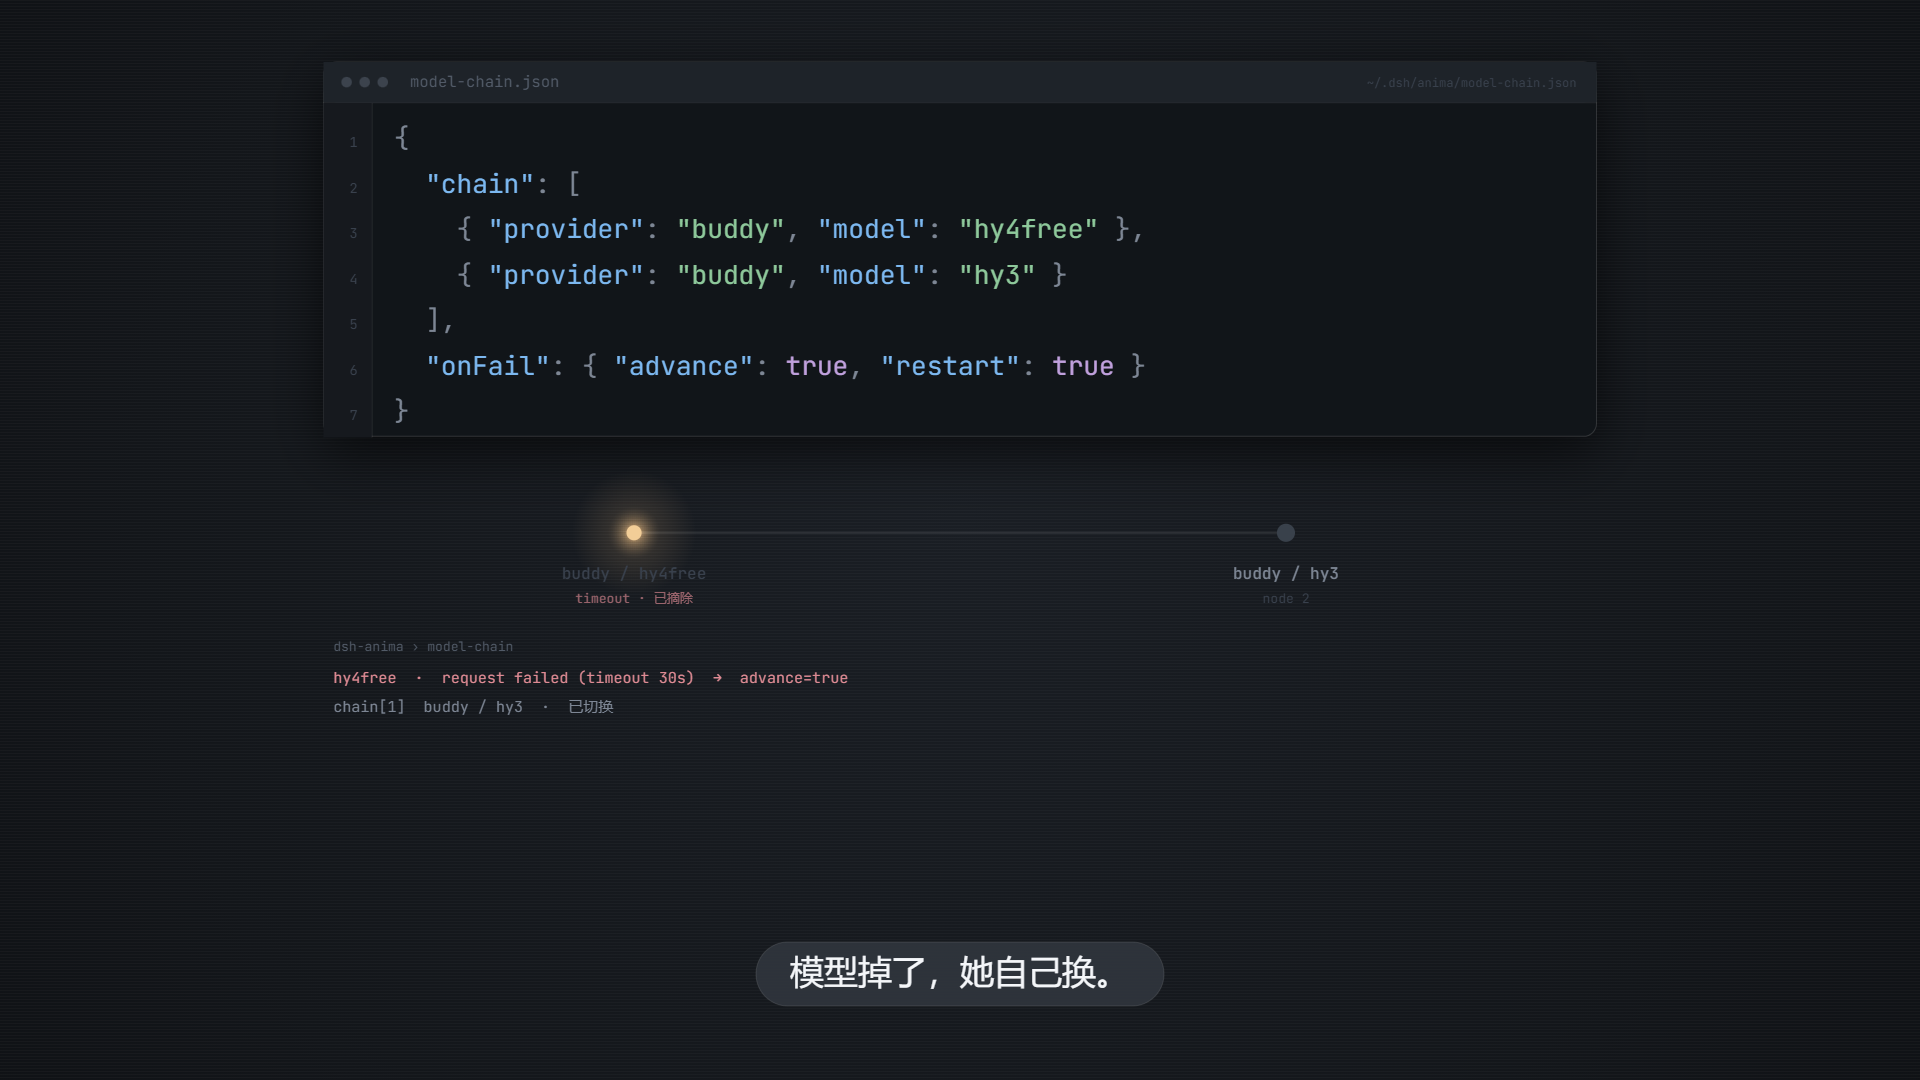 model-chain.json
~/.dsh/anima/model-chain.json
1 {
2 "chain": [
3 { "provider": "buddy", "model": "hy4free" },
4 { "provider": "buddy", "model": "hy3" }
5 ],
6 "onFail": { "advance": true, "restart": true }
7 }
buddy / hy4free
timeout · 已摘除
buddy / hy3
node 2
dsh-anima › model-chain
hy4free · request failed (timeout 30s) → advance=true
chain[1] buddy / hy3 · 已切换
模型掉了，她自己换。